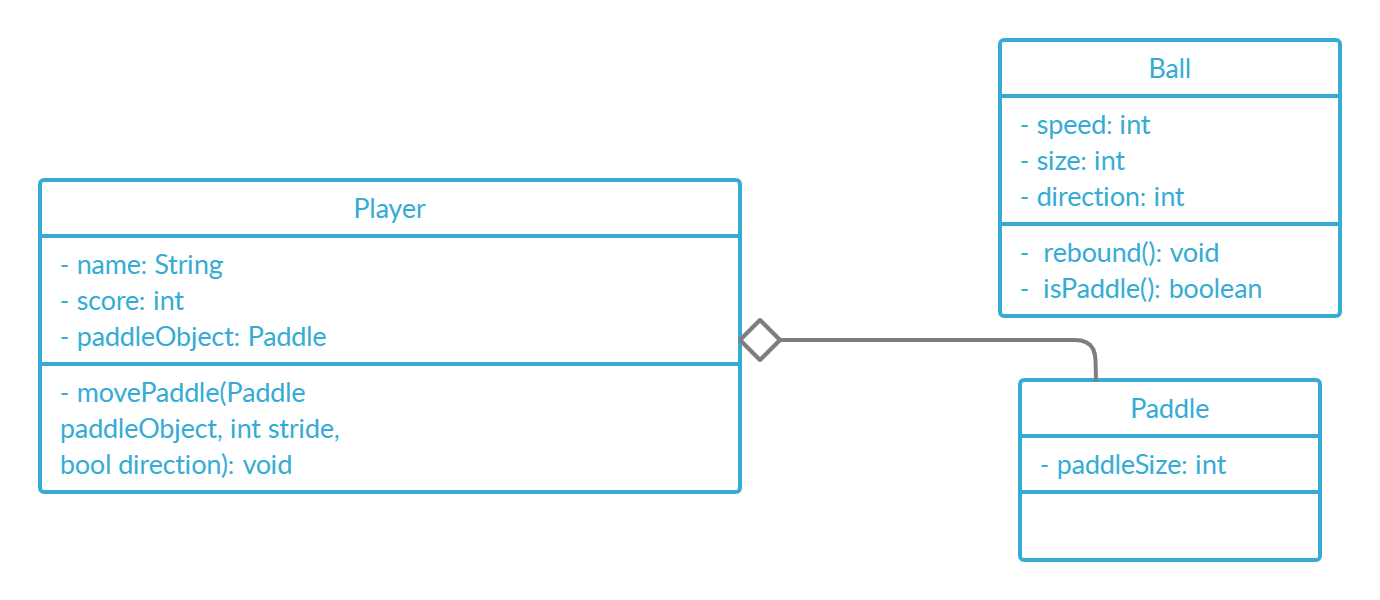 Player
- name: String
- score: int
- paddleObject: Paddle
- movePaddle(Paddle
paddleObject, int stride,
bool direction): void
Ball
- speed: int
- size: int
- direction: int
- rebound(): void
- isPaddle(): boolean
Paddle
- paddleSize: int